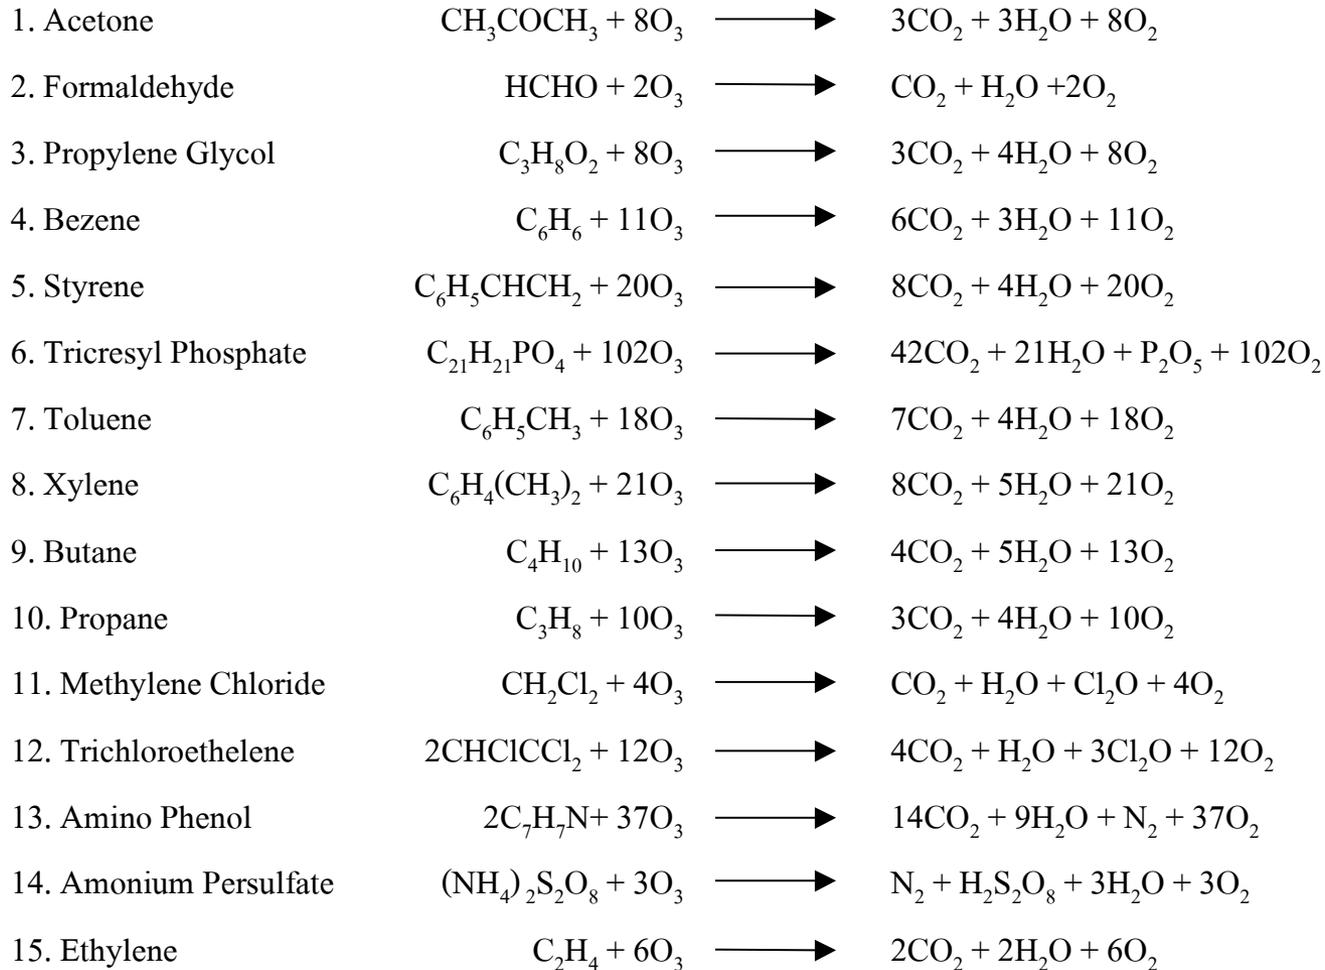 1. Acetone CH₃COCH₃ + 8O₃ ⟶ 3CO₂ + 3H₂O + 8O₂
2. Formaldehyde HCHO + 2O₃ ⟶ CO₂ + H₂O +2O₂
3. Propylene Glycol C₃H₈O₂ + 8O₃ ⟶ 3CO₂ + 4H₂O + 8O₂
4. Bezene C₆H₆ + 11O₃ ⟶ 6CO₂ + 3H₂O + 11O₂
5. Styrene C₆H₅CHCH₂ + 20O₃ ⟶ 8CO₂ + 4H₂O + 20O₂
6. Tricresyl Phosphate C₂₁H₂₁PO₄ + 102O₃ ⟶ 42CO₂ + 21H₂O + P₂O₅ + 102O₂
7. Toluene C₆H₅CH₃ + 18O₃ ⟶ 7CO₂ + 4H₂O + 18O₂
8. Xylene C₆H₄(CH₃)₂ + 21O₃ ⟶ 8CO₂ + 5H₂O + 21O₂
9. Butane C₄H₁₀ + 13O₃ ⟶ 4CO₂ + 5H₂O + 13O₂
10. Propane C₃H₈ + 10O₃ ⟶ 3CO₂ + 4H₂O + 10O₂
11. Methylene Chloride CH₂Cl₂ + 4O₃ ⟶ CO₂ + H₂O + Cl₂O + 4O₂
12. Trichloroethelene 2CHClCCl₂ + 12O₃ ⟶ 4CO₂ + H₂O + 3Cl₂O + 12O₂
13. Amino Phenol 2C₇H₇N+ 37O₃ ⟶ 14CO₂ + 9H₂O + N₂ + 37O₂
14. Amonium Persulfate (NH₄) ₂S₂O₈ + 3O₃ ⟶ N₂ + H₂S₂O₈ + 3H₂O + 3O₂
15. Ethylene C₂H₄ + 6O₃ ⟶ 2CO₂ + 2H₂O + 6O₂